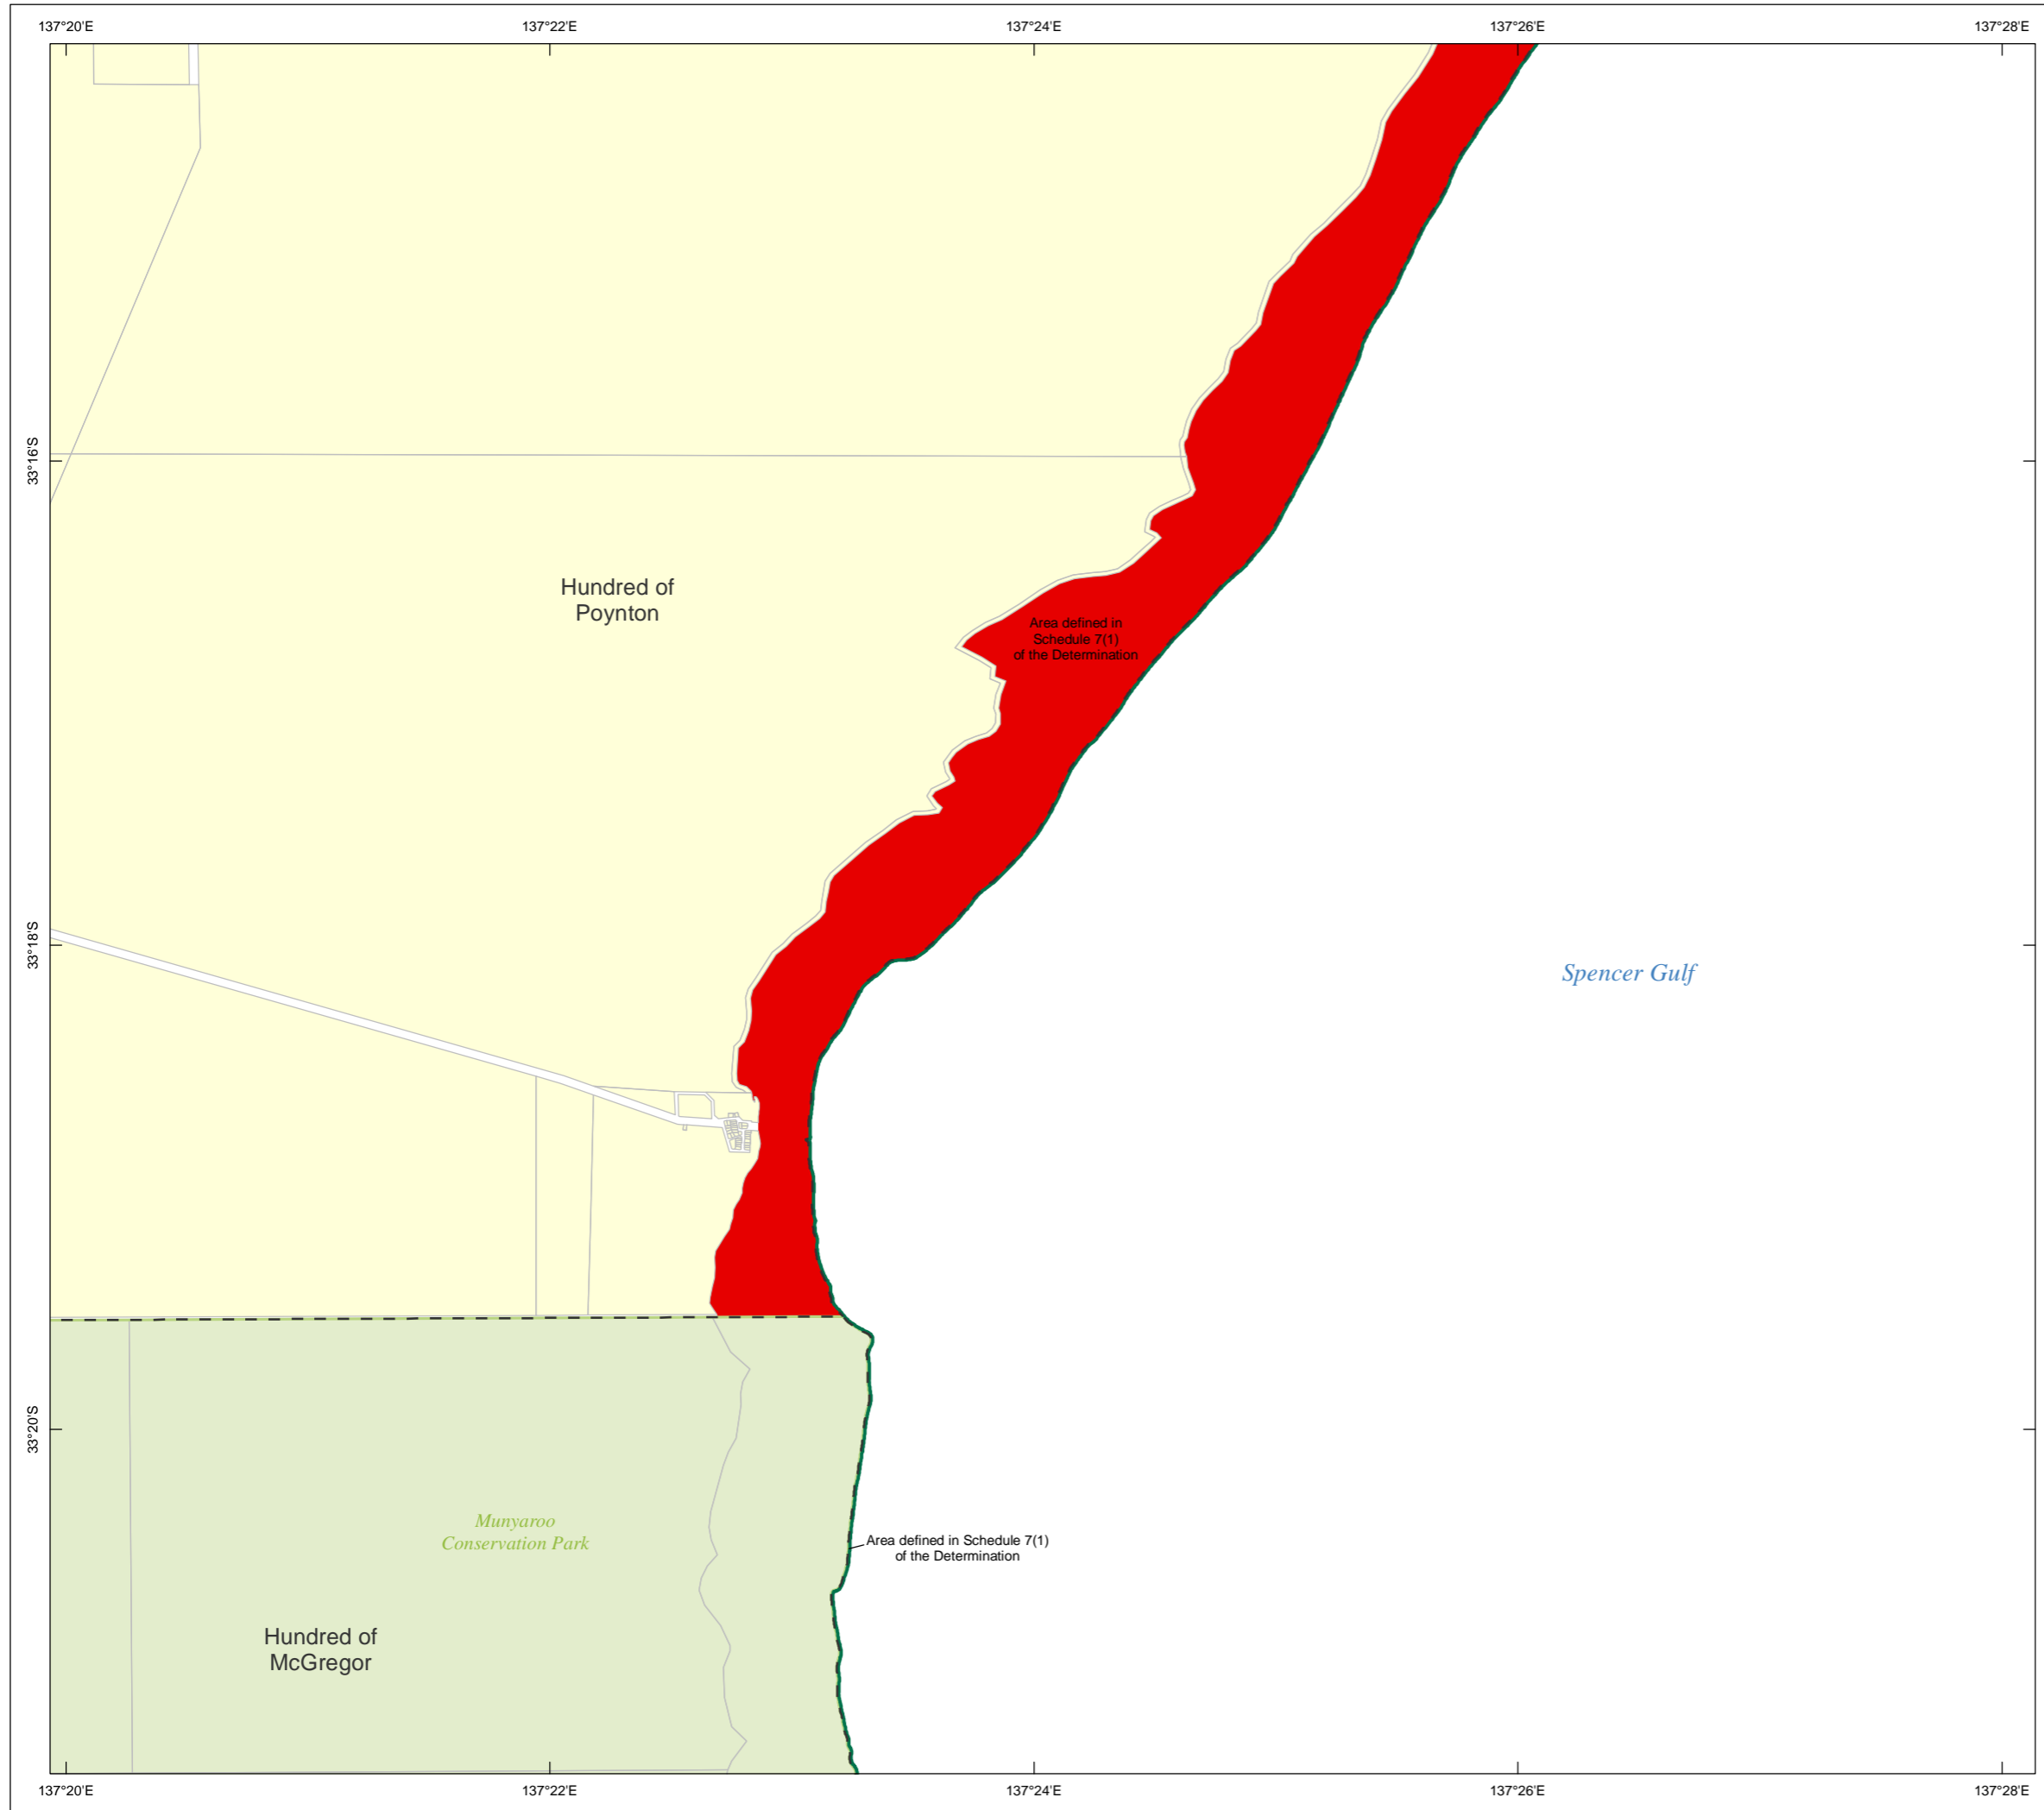 137°20'E
137°22'E
137°24'E
137°26'E
137°28'E
33°16'S
Hundred of
Poynton
Area defined in
Schedule 7(1)
of the Determination
33°18'S
Spencer Gulf
33°20'S
Munyaroo
Conservation Park
Area defined in Schedule 7(1)
of the Determination
Hundred of
McGregor
137°20'E
137°22'E
137°24'E
137°26'E
137°28'E